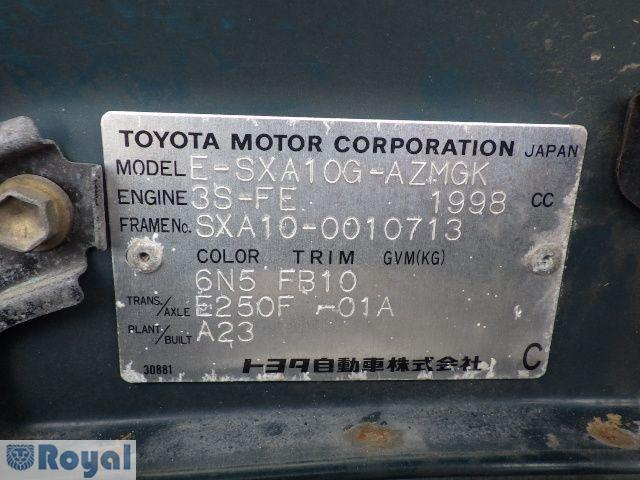 TOYOTA MOTOR CORPORATION JAPAN
MODEL E-SXA10G-AZMGK
ENGINE 3S-FE 1998 CC
FRAME No. SXA10-0010713
COLOR TRIM GVM(KG)
6N5 FB10
TRANS./AXLE E250F -01A
PLANT/BUILT A23
30881 トヨタ自動車株式会社 C
Royal